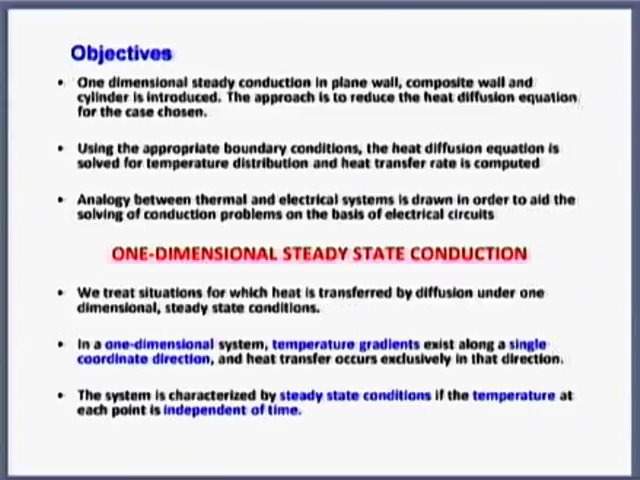 Objectives
• One dimensional steady conduction in plane wall, composite wall and
cylinder is introduced. The approach is to reduce the heat diffusion equation
for the case chosen.
• Using the appropriate boundary conditions, the heat diffusion equation is
solved for temperature distribution and heat transfer rate is computed
• Analogy between thermal and electrical systems is drawn in order to aid the
solving of conduction problems on the basis of electrical circuits
ONE-DIMENSIONAL STEADY STATE CONDUCTION
• We treat situations for which heat is transferred by diffusion under one
dimensional, steady state conditions.
• In a one-dimensional system, temperature gradients exist along a single
coordinate direction, and heat transfer occurs exclusively in that direction.
• The system is characterized by steady state conditions if the temperature at
each point is independent of time.